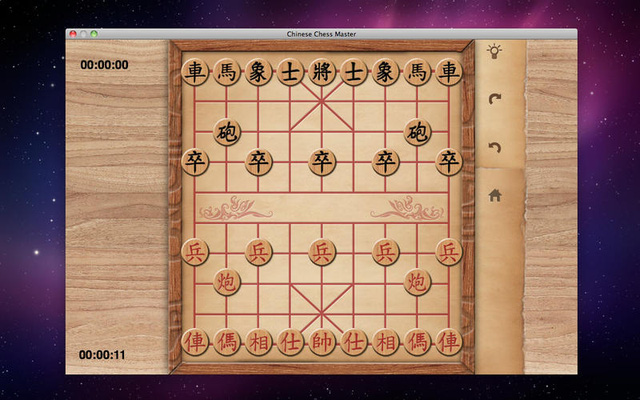 Chinese Chess Master
00:00:00
車馬象士將士象馬車
砲砲
卒卒卒卒卒
兵兵兵兵兵
炮炮
俥傌相仕帥仕相傌俥
00:00:11